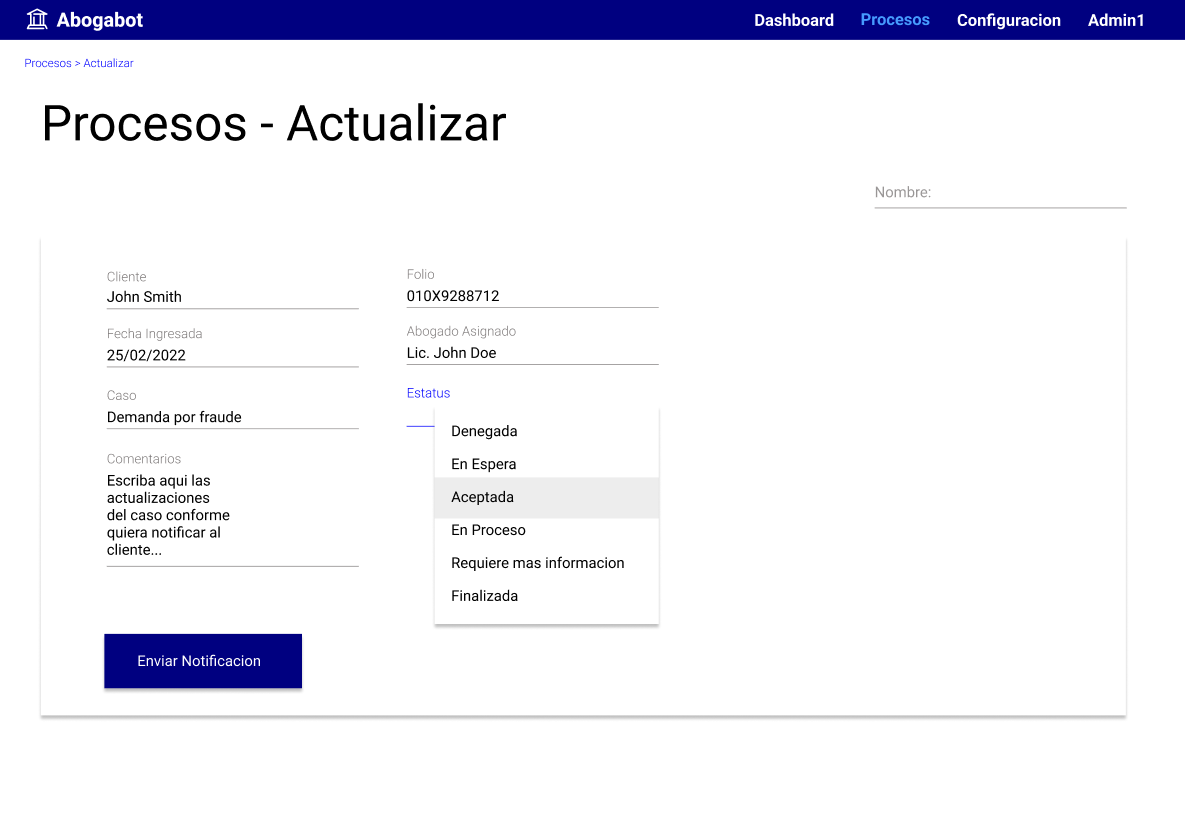 Abogabot
Dashboard
Procesos
Configuracion
Admin1
Procesos > Actualizar
Procesos - Actualizar
Nombre:
Cliente
John Smith
Folio
010X9288712
Fecha Ingresada
25/02/2022
Abogado Asignado
Lic. John Doe
Caso
Demanda por fraude
Estatus
Denegada
En Espera
Aceptada
En Proceso
Requiere mas informacion
Finalizada
Comentarios
Escriba aqui las
actualizaciones
del caso conforme
quiera notificar al
cliente...
Enviar Notificacion